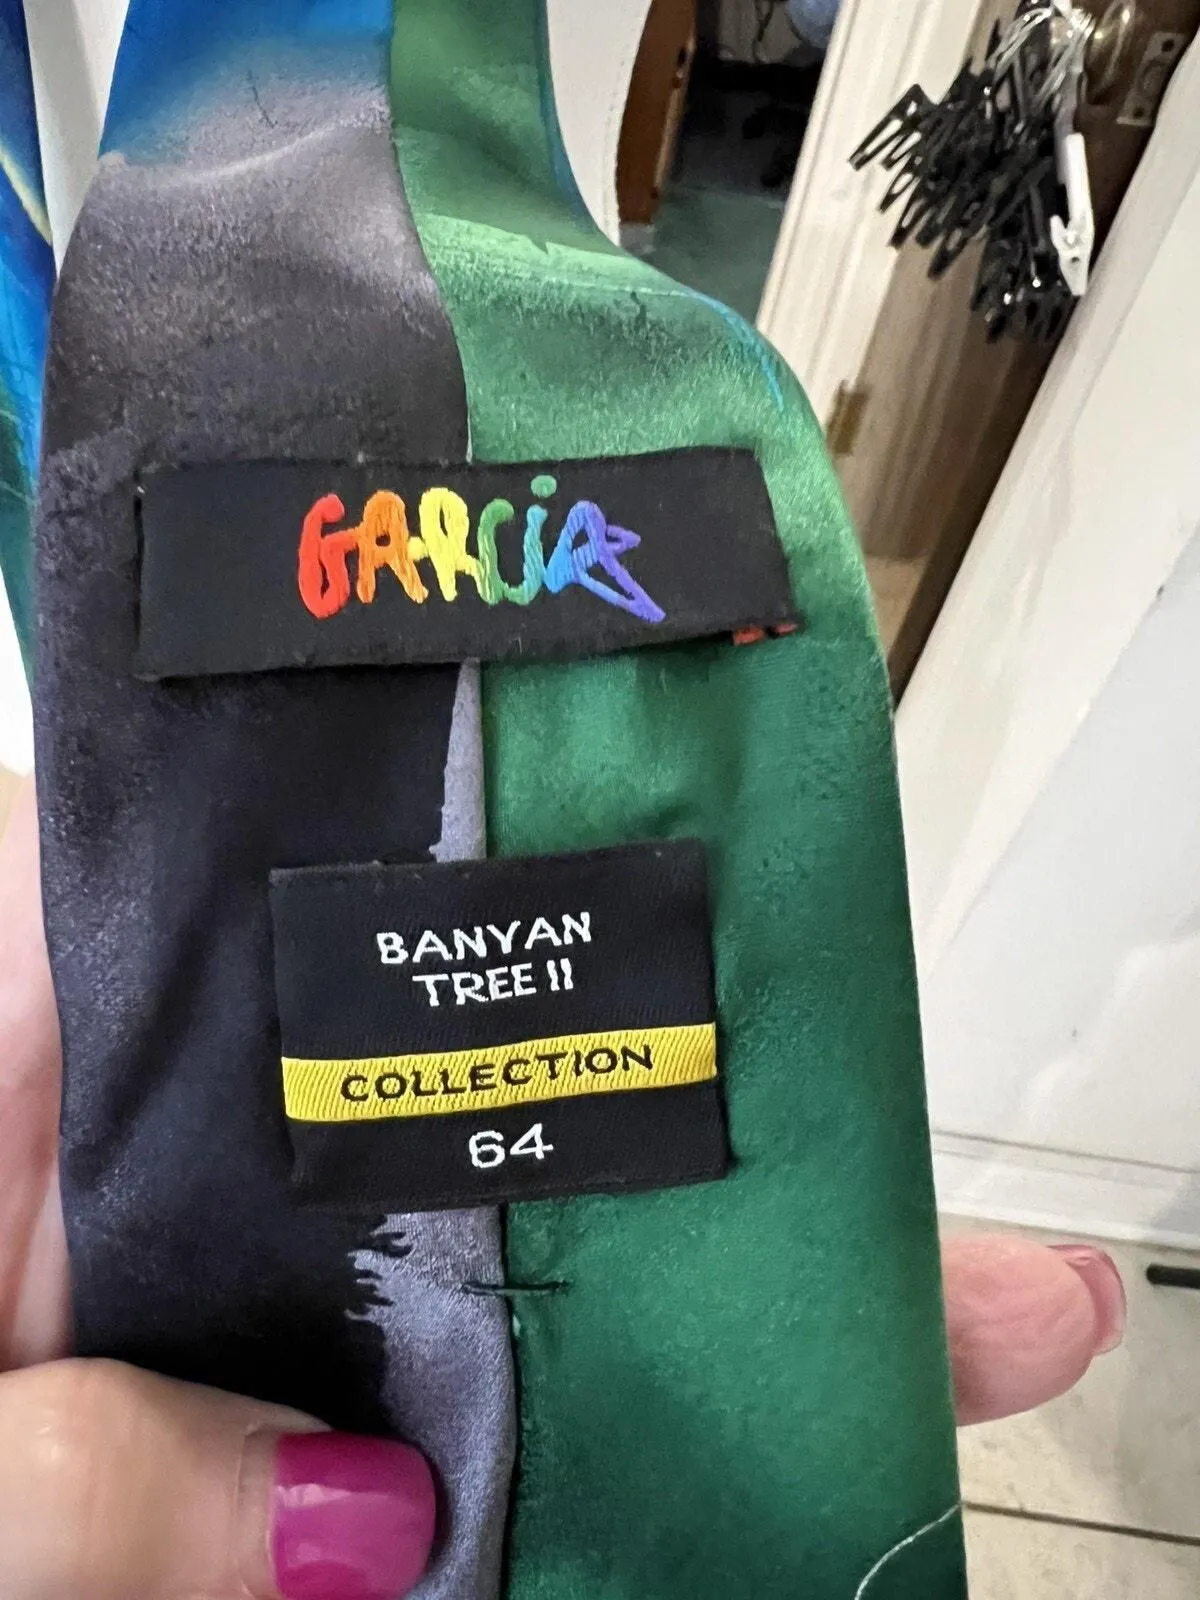 GARCIA
BANYAN
TREE II
COLLECTION
64